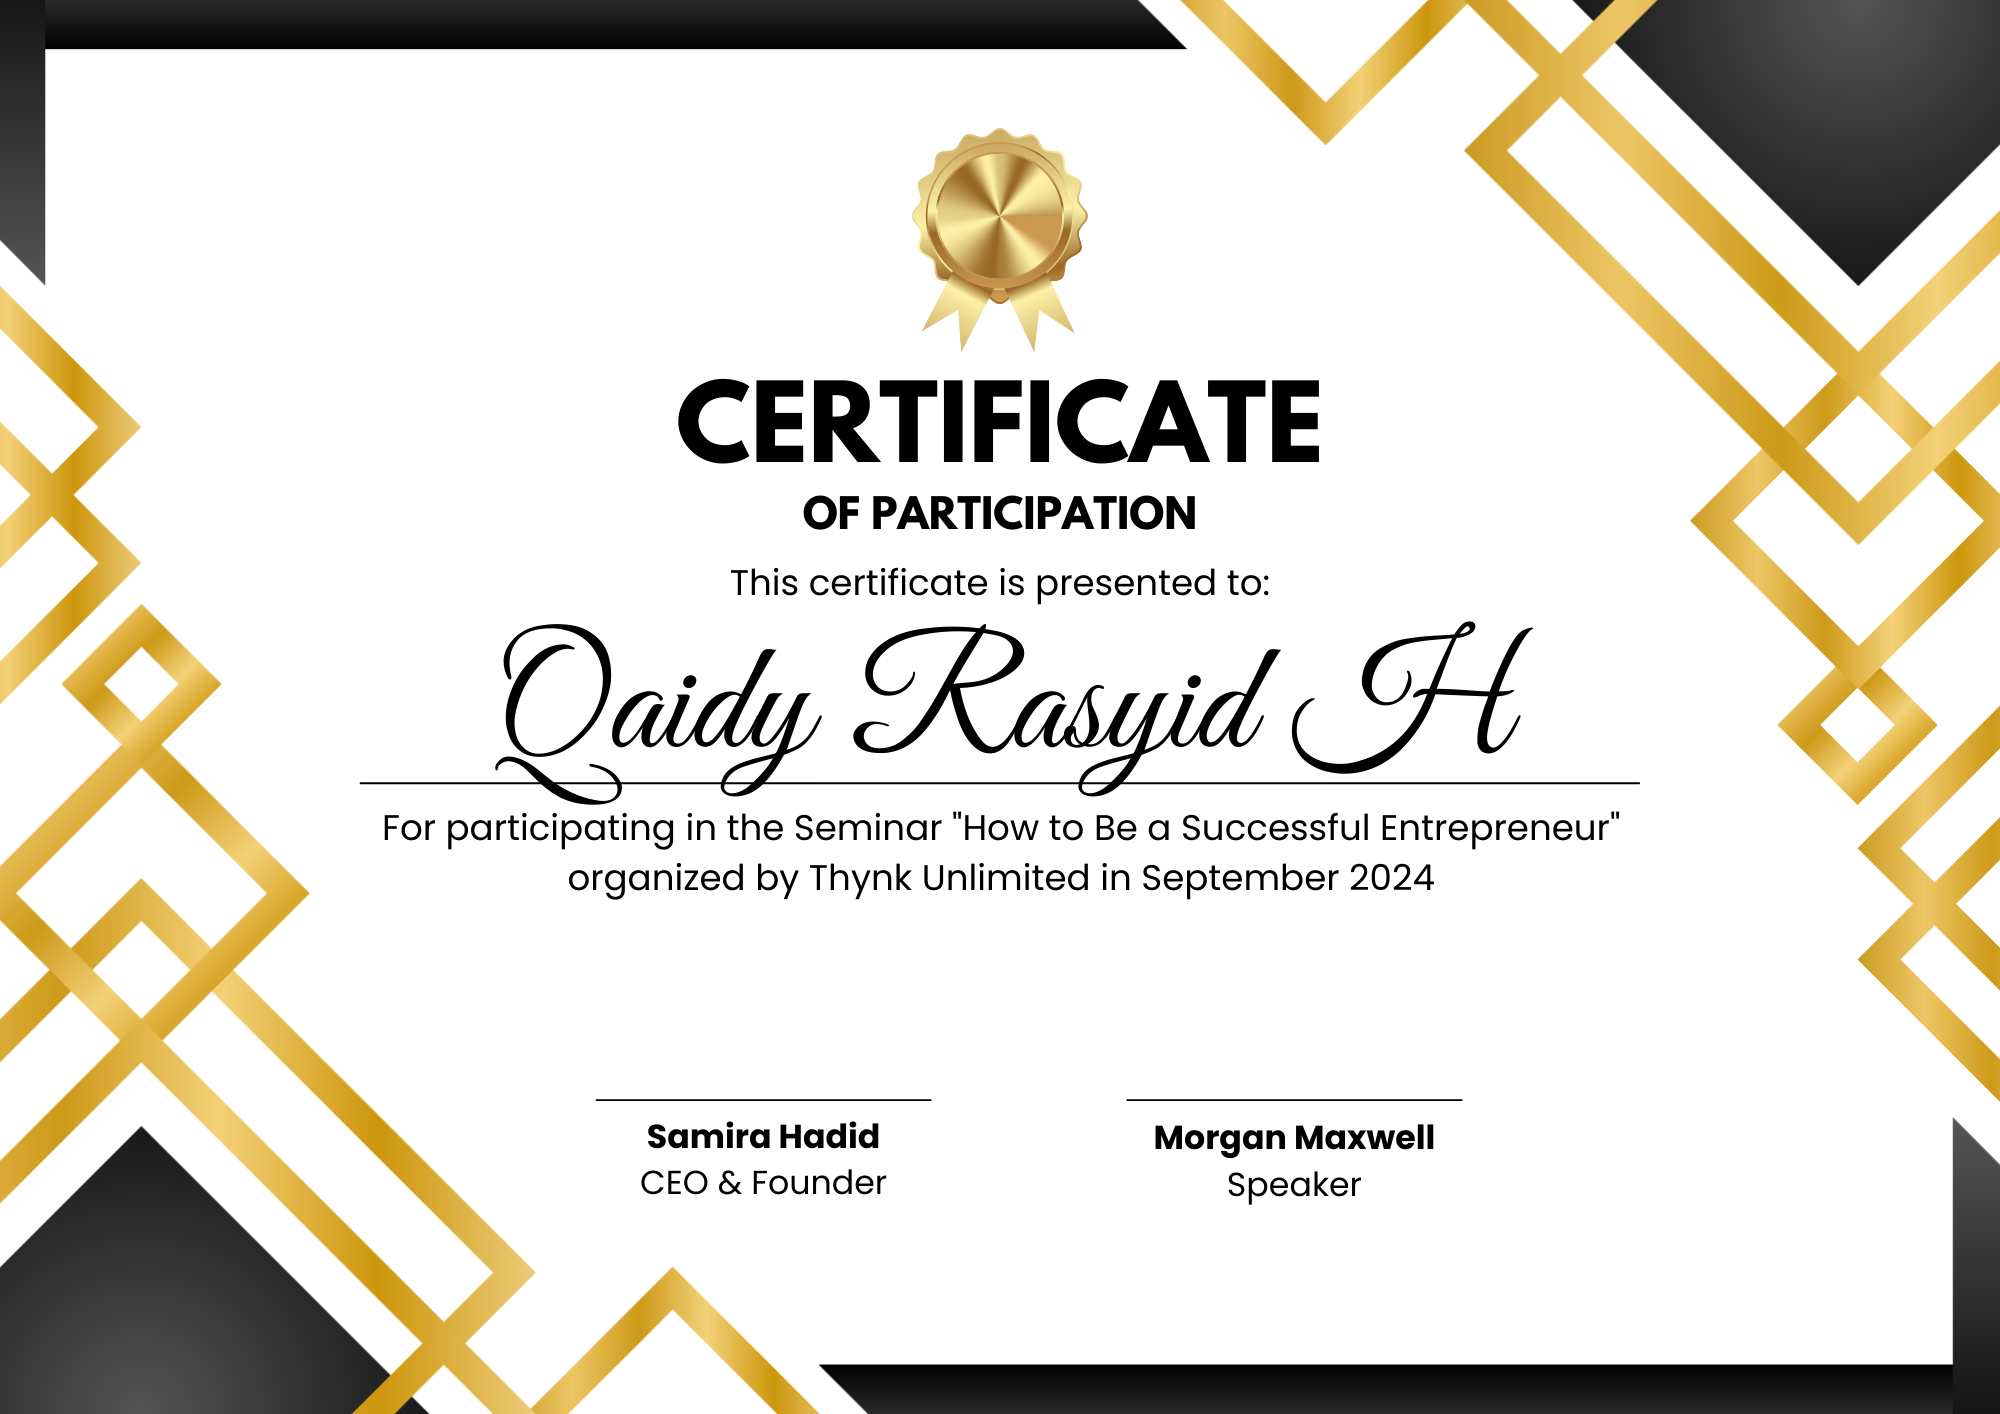 CERTIFICATE
OF PARTICIPATION
This certificate is presented to:
Qaidy Rasyid H
For participating in the Seminar "How to Be a Successful Entrepreneur"
organized by Thynk Unlimited in September 2024
Samira Hadid
CEO & Founder
Morgan Maxwell
Speaker